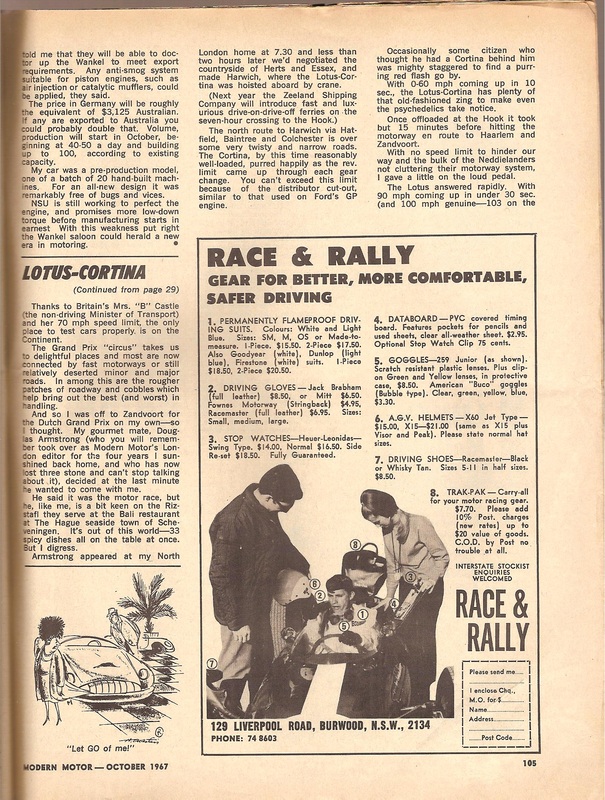 told me that they will be able to doc-
tor up the Wankel to meet export
requirements. Any anti-smog system
suitable for piston engines, such as
air injection or catalytic mufflers, could
be applied, they said.
The price in Germany will be roughly
the equivalent of $3,125 Australian.
If any are exported to Australia you
could probably double that. Volume,
production will start in October, be-
ginning at 40-50 a day and building
up to 100, according to existing
capacity.
My car was a pre-production model,
one of a batch of 20 hand-built mach-
ines. For an all-new design it was
remarkably free of bugs and vices.
NSU is still working to perfect the
engine, and promises more low-down
torque before manufacturing starts in
earnest With this weakness put right
the Wankel saloon could herald a new
era in motoring.
LOTUS-CORTINA
(Continued from page 29)
Thanks to Britain's Mrs. "B" Castle
(the non-driving Minister of Transport)
and her 70 mph speed limit, the only
place to test cars properly is on the
Continent.
The Grand Prix "circus" takes us
to delightful places and most are now
connected by fast motorways or still
relatively deserted minor and major
roads. In among this are the rougher
patches of roadway and cobbles which
help bring out the best (and worst) in
handling.
And so I was off to Zandvoort for
the Dutch Grand Prix on my own—so
I thought. My gourmet mate, Doug-
las Armstrong (who you will remem-
ber took over as Modern Motor's Lon-
don editor for the four years I sun-
shined back home, and who has now
lost three stone and can't stop talking
about it), decided at the last minute
he wanted to come with me.
He said it was the motor race, but
he, like me, is a bit keen on the Riz-
staff they serve at the Bali restaurant
at The Hague seaside town of Sche-
veningen. It's out of this world—33
spicy dishes all on the table at once.
But I digress.
Armstrong appeared at my North
"Let GO of me!"
MODERN MOTOR — OCTOBER 1967
London home at 7.30 and less than
two hours later we'd negotiated the
countryside of Herts and Essex, and
made Harwich, where the Lotus-Cor-
tina was hoisted aboard by crane.
(Next year the Zeeland Shipping
Company will introduce fast and lux-
urious drive-on-drive-off ferries on the
seven-hour crossing to the Hook.)
The north route to Harwich via Hat-
field, Baintree and Colchester is over
some very twisty and narrow roads.
The Cortina, by this time reasonably
well-loaded, purred happily as the rev.
limit came up through each gear
change. You can't exceed this limit
because of the distributor cut-out,
similar to that used on Ford's GP
engine.
Occasionally some citizen who
thought he had a Cortina behind him
was mighty staggered to find a purr-
ing red flash go by.
With 0-60 mph coming up in 10
sec., the Lotus-Cortina has plenty of
that old-fashioned zing to make even
the psychedelics take notice.
Once offloaded at the Hook it took
but 15 minutes before hitting the
motorway en route to Haarlem and
Zandvoort.
With no speed limit to hinder our
way and the bulk of the Neddielanders
not cluttering their motorway system,
I gave a little on the loud pedal.
The Lotus answered rapidly. With
90 mph coming up in under 30 sec.
(and 100 mph genuine—103 on the
RACE & RALLY
GEAR FOR BETTER, MORE COMFORTABLE,
SAFER DRIVING
1. PERMANENTLY FLAMEPROOF DRIV-
ING SUITS. Colours: White and Light
Blue. Sizes: SM, M, OS or Made-to-
measure. 1-Piece. $15.50. 2-Piece $17.50.
Also Goodyear (white), Dunlop (light
blue), Firestone (white) suits. 1-Piece
$18.50, 2-Piece $20.50.
2. DRIVING GLOVES—Jack Brabham
(full leather) $8.50, or Mitt $6.50.
Fownes Motorway (Stringback) $4.95.
Racemaster (full leather) $6.95. Sizes:
Small, medium, large.
3. STOP WATCHES—Heuer-Leonidas—
Swing Type. $14.00, Normal $16.50. Side
Re-set $18.50. Fully Guaranteed.
4. DATABOARD — PVC covered timing
board. Features pockets for pencils and
used sheets, clear all-weather sheet. $2.95.
Optional Step Watch Clip 75 cents.
5. GOGGLES—259 Junior (as shown).
Scratch resistant plastic lenses. Plus clip-
on Green and Yellow lenses, in protective
case, $8.50. American "Buco" goggles
(Bubble type). Clear, green, yellow, blue,
$3.30.
6. A.G.V. HELMETS — X60 Jet Type —
$15.00, X15—$21.00 (same as X15 plus
Visor and Peak). Please state normal hat
sizes.
7. DRIVING SHOES—Racemaster—Black
or Whisky Tan. Sizes 5-11 in half sizes.
$8.50.
8. TRAK-PAK — Carry-all
for your motor racing gear.
$7.70. Please add
10% Post. charges
(new rates) up to
$20 value of goods.
C.O.D. by Post no
trouble at all.
INTERSTATE STOCKIST
ENQUIRIES
WELCOMED
RACE &
RALLY
8
6
2
3
4
1
5
7
Please send me
I enclose Chq.,
M.O. for $
Name
Address
Post Code
129 LIVERPOOL ROAD, BURWOOD, N.S.W., 2134
PHONE: 74 8603
105